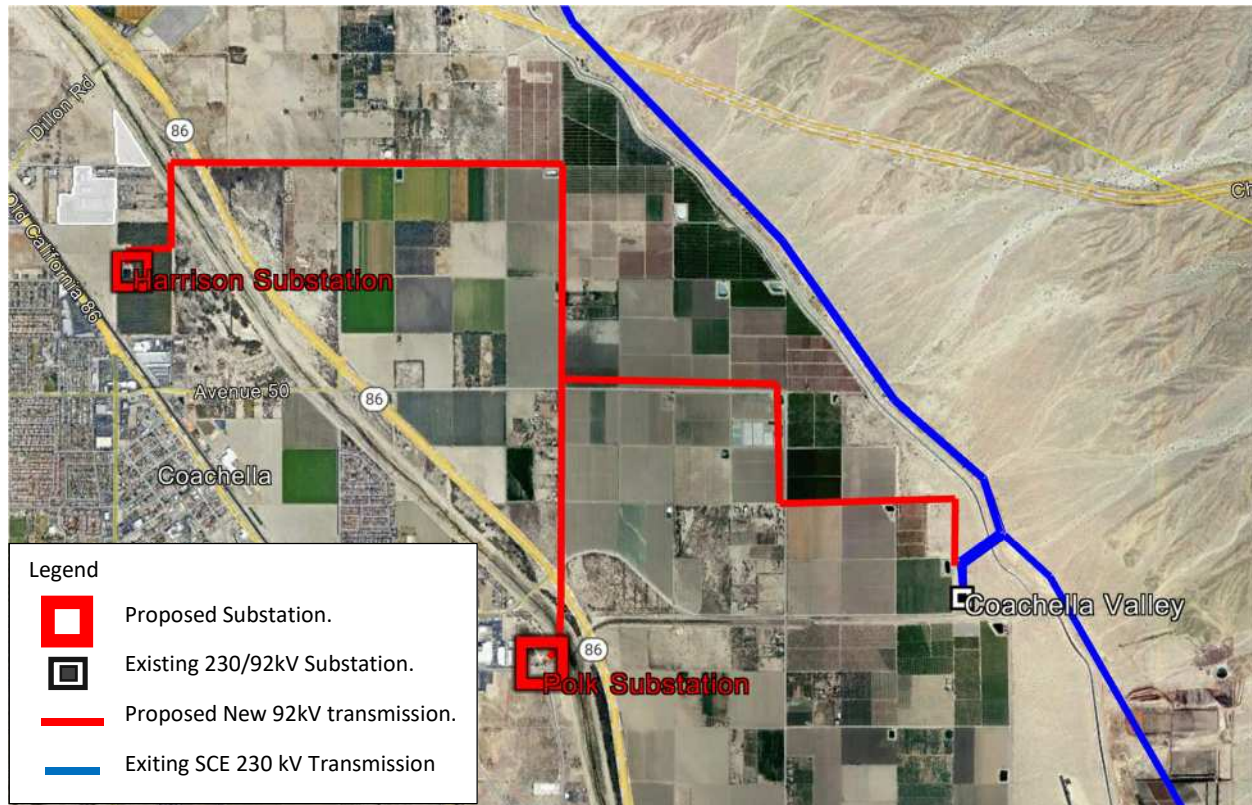 Dillon Rd
86
Ch
Old California 86
Harrison Substation
Avenue 50
86
Coachella
86
Coachella Valley
Polk Substation
Legend
Proposed Substation.
Existing 230/92kV Substation.
Proposed New 92kV transmission.
Exiting SCE 230 kV Transmission